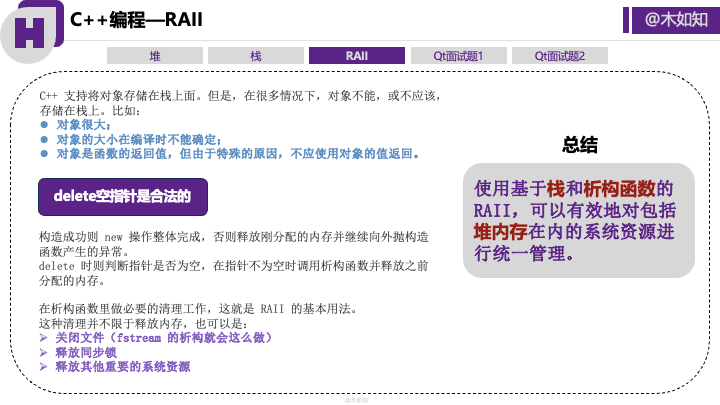 H
C++编程—RAII
@木如知
堆
栈
RAII
Qt面试题1
Qt面试题2
C++ 支持将对象存储在栈上面。但是，在很多情况下，对象不能，或不应该，
存储在栈上。比如：
● 对象很大；
● 对象的大小在编译时不能确定；
● 对象是函数的返回值，但由于特殊的原因，不应使用对象的值返回。
delete空指针是合法的
构造成功则 new 操作整体完成，否则释放刚分配的内存并继续向外抛构造
函数产生的异常。
delete 时则判断指针是否为空，在指针不为空时调用析构函数并释放之前
分配的内存。
在析构函数里做必要的清理工作，这就是 RAII 的基本用法。
这种清理并不限于释放内存，也可以是：
➢ 关闭文件（fstream 的析构就会这么做）
➢ 释放同步锁
➢ 释放其他重要的系统资源
总结
使用基于栈和析构函数的
RAII，可以有效地对包括
堆内存在内的系统资源进
行统一管理。
@木如知